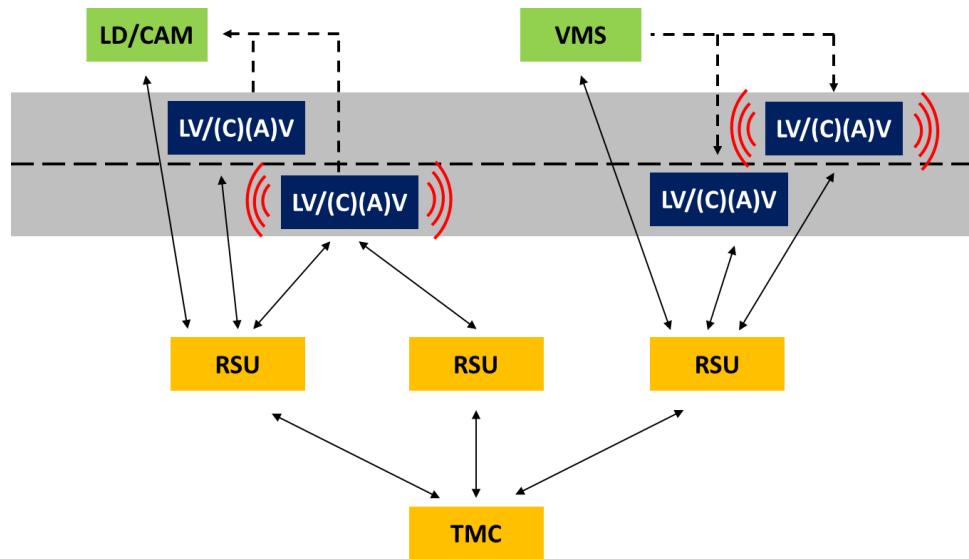 LD/CAM
VMS
LV/(C)(A)V
LV/(C)(A)V
LV/(C)(A)V
LV/(C)(A)V
RSU
RSU
RSU
TMC